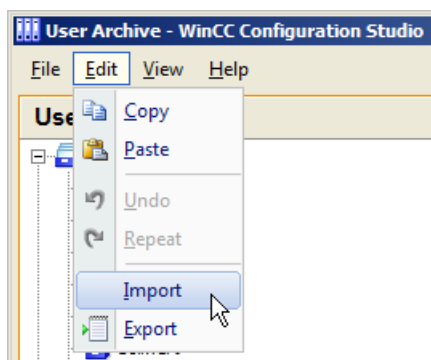 User Archive - WinCC Configuration Studio
File Edit View Help
Use
Copy
Paste
Undo
Repeat
Import
Export